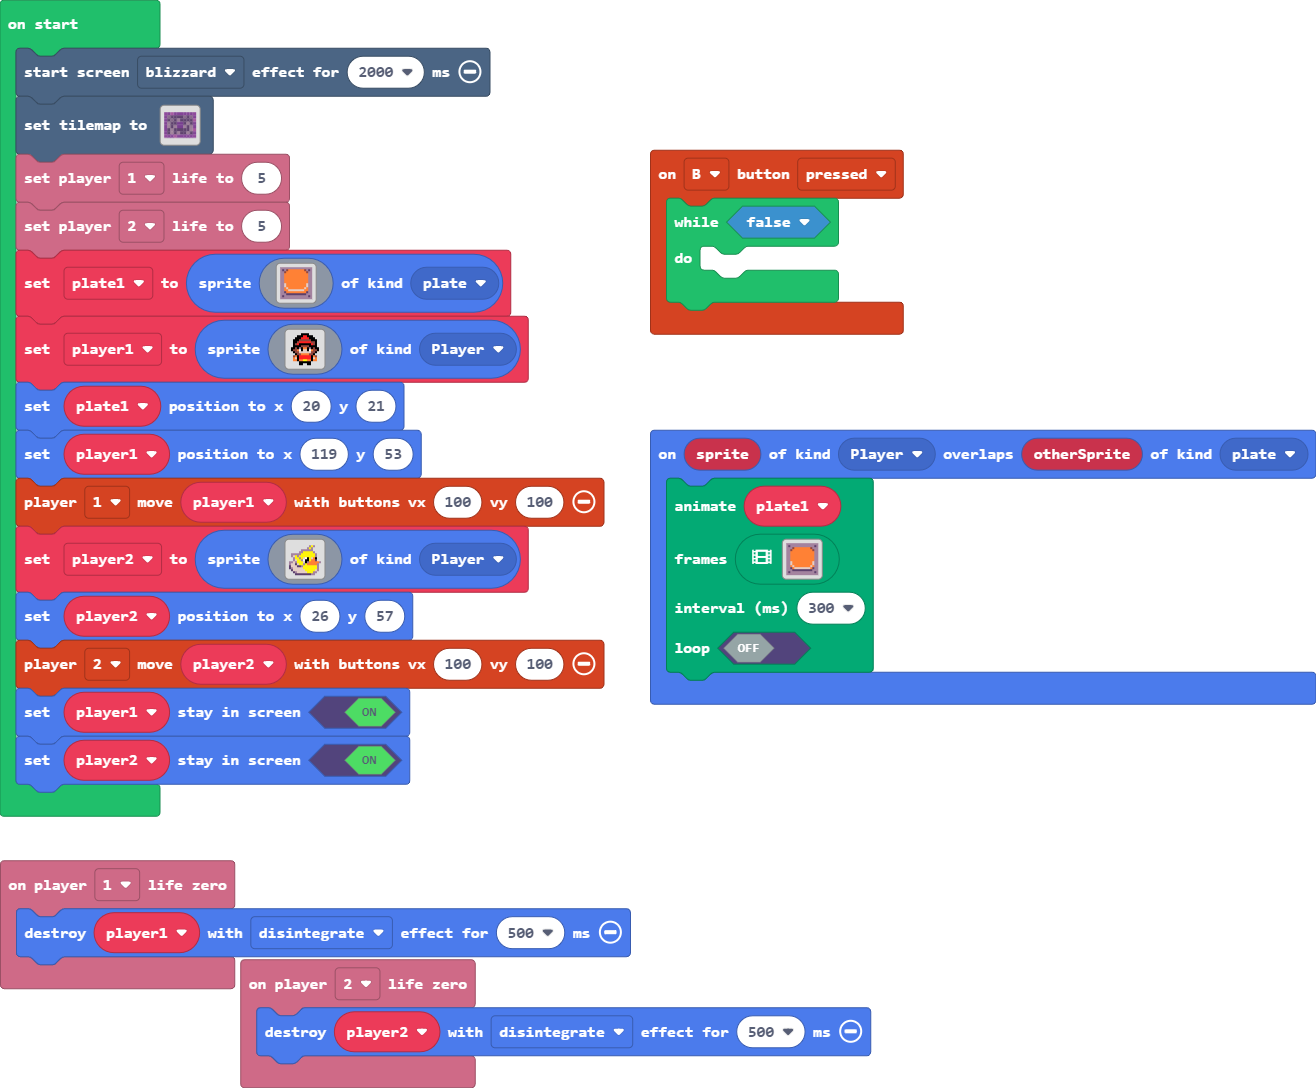 on start
start screen blizzard effect for 2000 ms
set tilemap to
set player 1 life to 5
set player 2 life to 5
set plate1 to sprite of kind plate
set player1 to sprite of kind Player
set plate1 position to x 20 y 21
set player1 position to x 119 y 53
player 1 move player1 with buttons vx 100 vy 100
set player2 to sprite of kind Player
set player2 position to x 26 y 57
player 2 move player2 with buttons vx 100 vy 100
set player1 stay in screen ON
set player2 stay in screen ON
on B button pressed
while false
do
on sprite of kind Player overlaps otherSprite of kind plate
animate plate1
frames
interval (ms) 300
loop OFF
on player 1 life zero
destroy player1 with disintegrate effect for 500 ms
on player 2 life zero
destroy player2 with disintegrate effect for 500 ms